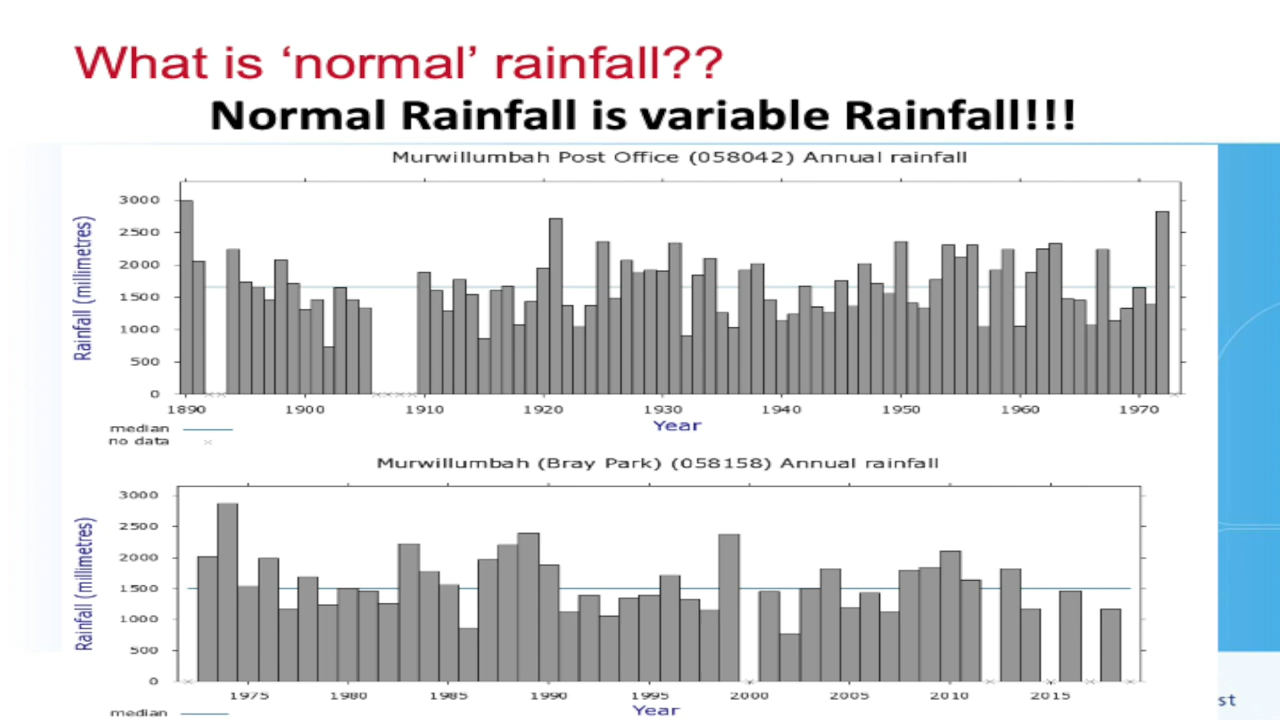 What is ‘normal’ rainfall??
Normal Rainfall is variable Rainfall!!!
Murwillumbah Post Office (058042) Annual rainfall
Rainfall (millimetres)
3000
2500
2000
1500
1000
500
0
1890 1900 1910 1920 1930 1940 1950 1960 1970
Year
median
no data
Murwillumbah (Bray Park) (058158) Annual rainfall
Rainfall (millimetres)
3000
2500
2000
1500
1000
500
0
1975 1980 1985 1990 1995 2000 2005 2010 2015
Year
median
st